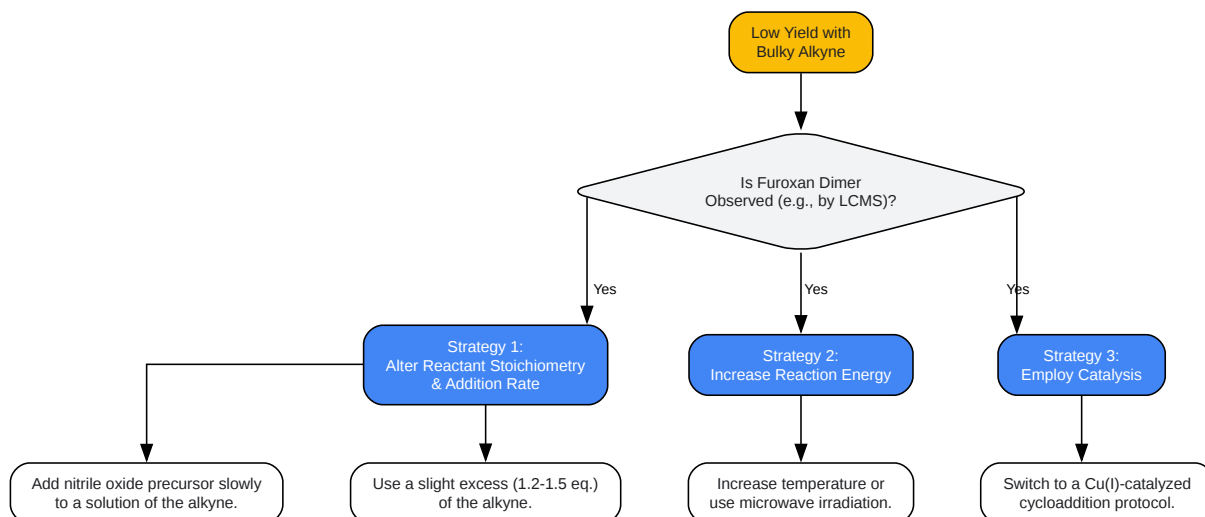 Low Yield with
Bulky Alkyne
Is Furoxan Dimer
Observed (e.g., by LCMS)?
Yes
Yes
Yes
Strategy 1:
Alter Reactant Stoichiometry
& Addition Rate
Strategy 2:
Increase Reaction Energy
Strategy 3:
Employ Catalysis
Add nitrile oxide precursor slowly
to a solution of the alkyne.
Use a slight excess (1.2-1.5 eq.)
of the alkyne.
Increase temperature or
use microwave irradiation.
Switch to a Cu(I)-catalyzed
cycloaddition protocol.